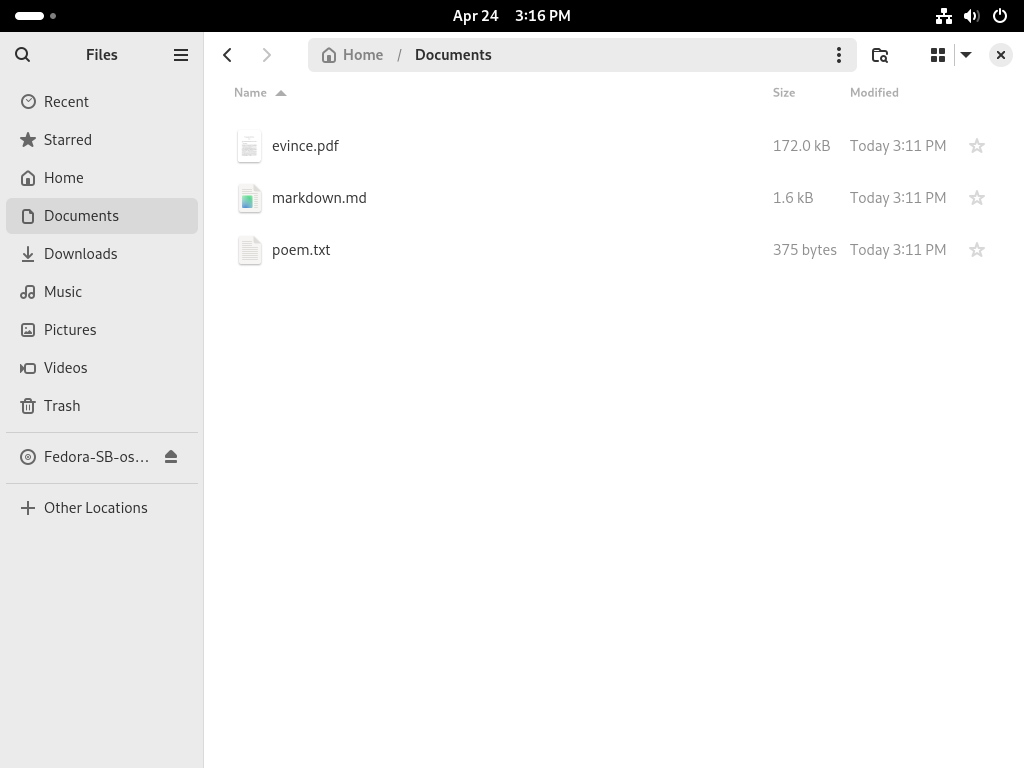 Apr 24 3:16 PM
Files
Home / Documents
Recent
Starred
Home
Documents
Downloads
Music
Pictures
Videos
Trash
Fedora-SB-os…
Other Locations
Name Size Modified
evince.pdf 172.0 kB Today 3:11 PM
markdown.md 1.6 kB Today 3:11 PM
poem.txt 375 bytes Today 3:11 PM